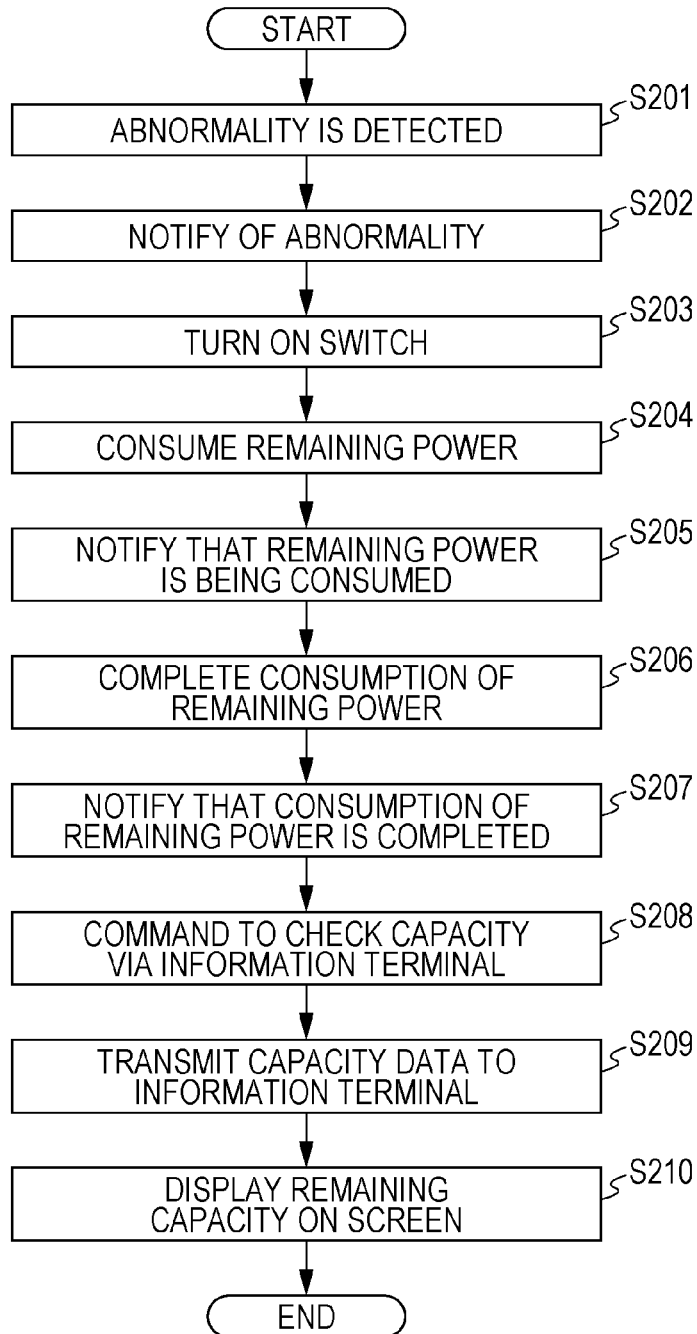 START
S201
ABNORMALITY IS DETECTED
S202
NOTIFY OF ABNORMALITY
S203
TURN ON SWITCH
S204
CONSUME REMAINING POWER
S205
NOTIFY THAT REMAINING POWER
IS BEING CONSUMED
S206
COMPLETE CONSUMPTION OF
REMAINING POWER
S207
NOTIFY THAT CONSUMPTION OF
REMAINING POWER IS COMPLETED
S208
COMMAND TO CHECK CAPACITY
VIA INFORMATION TERMINAL
S209
TRANSMIT CAPACITY DATA TO
INFORMATION TERMINAL
S210
DISPLAY REMAINING
CAPACITY ON SCREEN
END